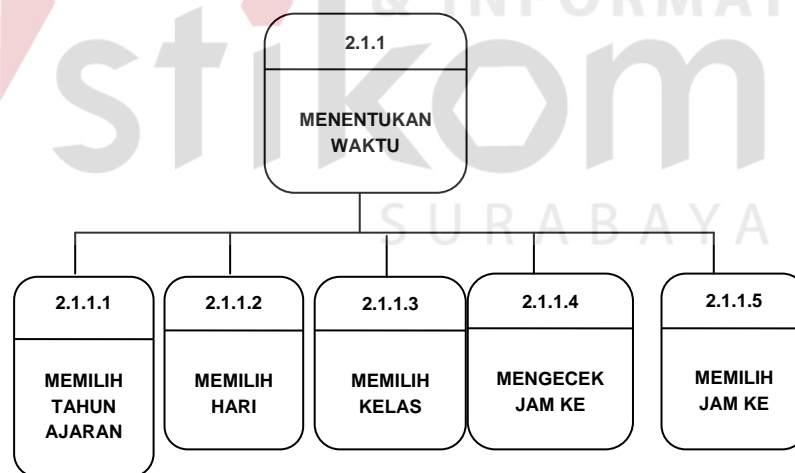 & INFORMAT
stikom
SURABAYA
2.1.1
MENENTUKAN
WAKTU
2.1.1.1
MEMILIH
TAHUN
AJARAN
2.1.1.2
MEMILIH
HARI
2.1.1.3
MEMILIH
KELAS
2.1.1.4
MENGECEK
JAM KE
2.1.1.5
MEMILIH
JAM KE